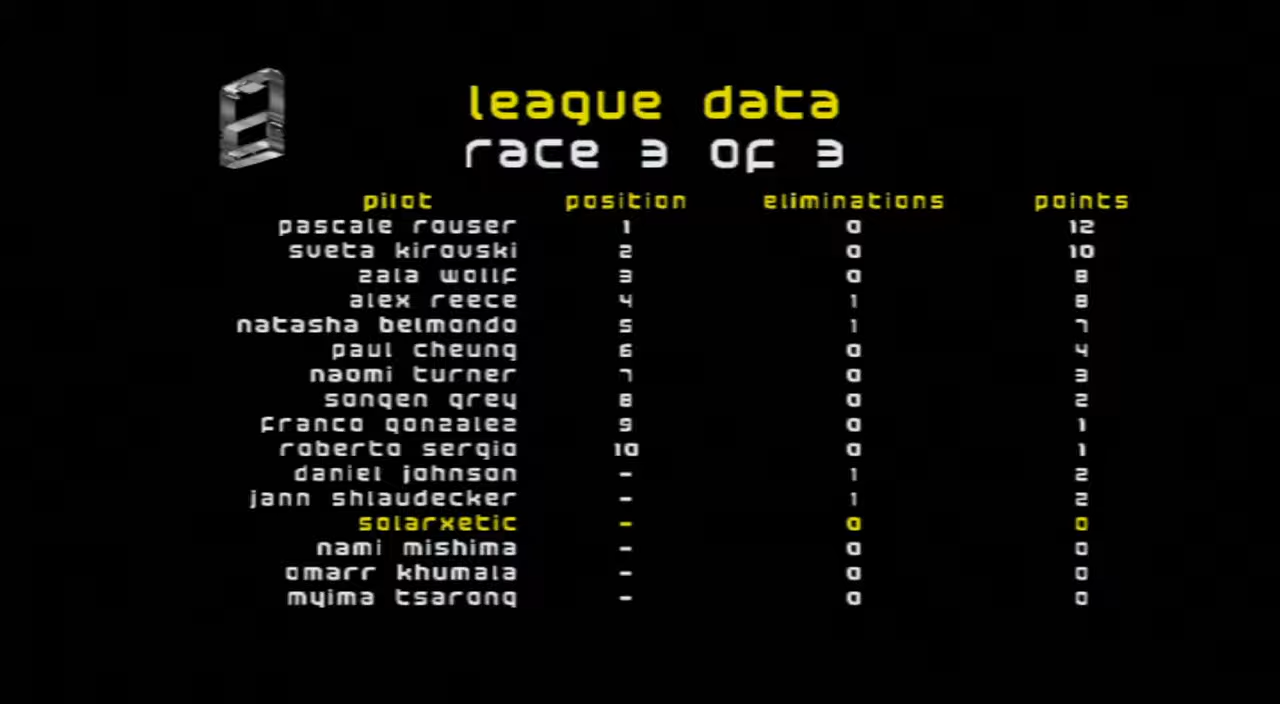 league data
race 3 of 3
pilot position eliminations points
pascale rouser 1 0 12
sveta kirovski 2 0 10
zala wollf 3 0 8
alex reece 4 1 8
natasha belmondo 5 1 7
paul cheung 6 0 4
naomi turner 7 0 3
songen grey 8 0 2
franco gonzalez 9 0 1
roberto sergio 10 0 1
daniel johnson - 1 2
jann shlaudecker - 1 2
solarxetic - 0 0
nami mishima - 0 0
omarr khumala - 0 0
myima tsarong - 0 0